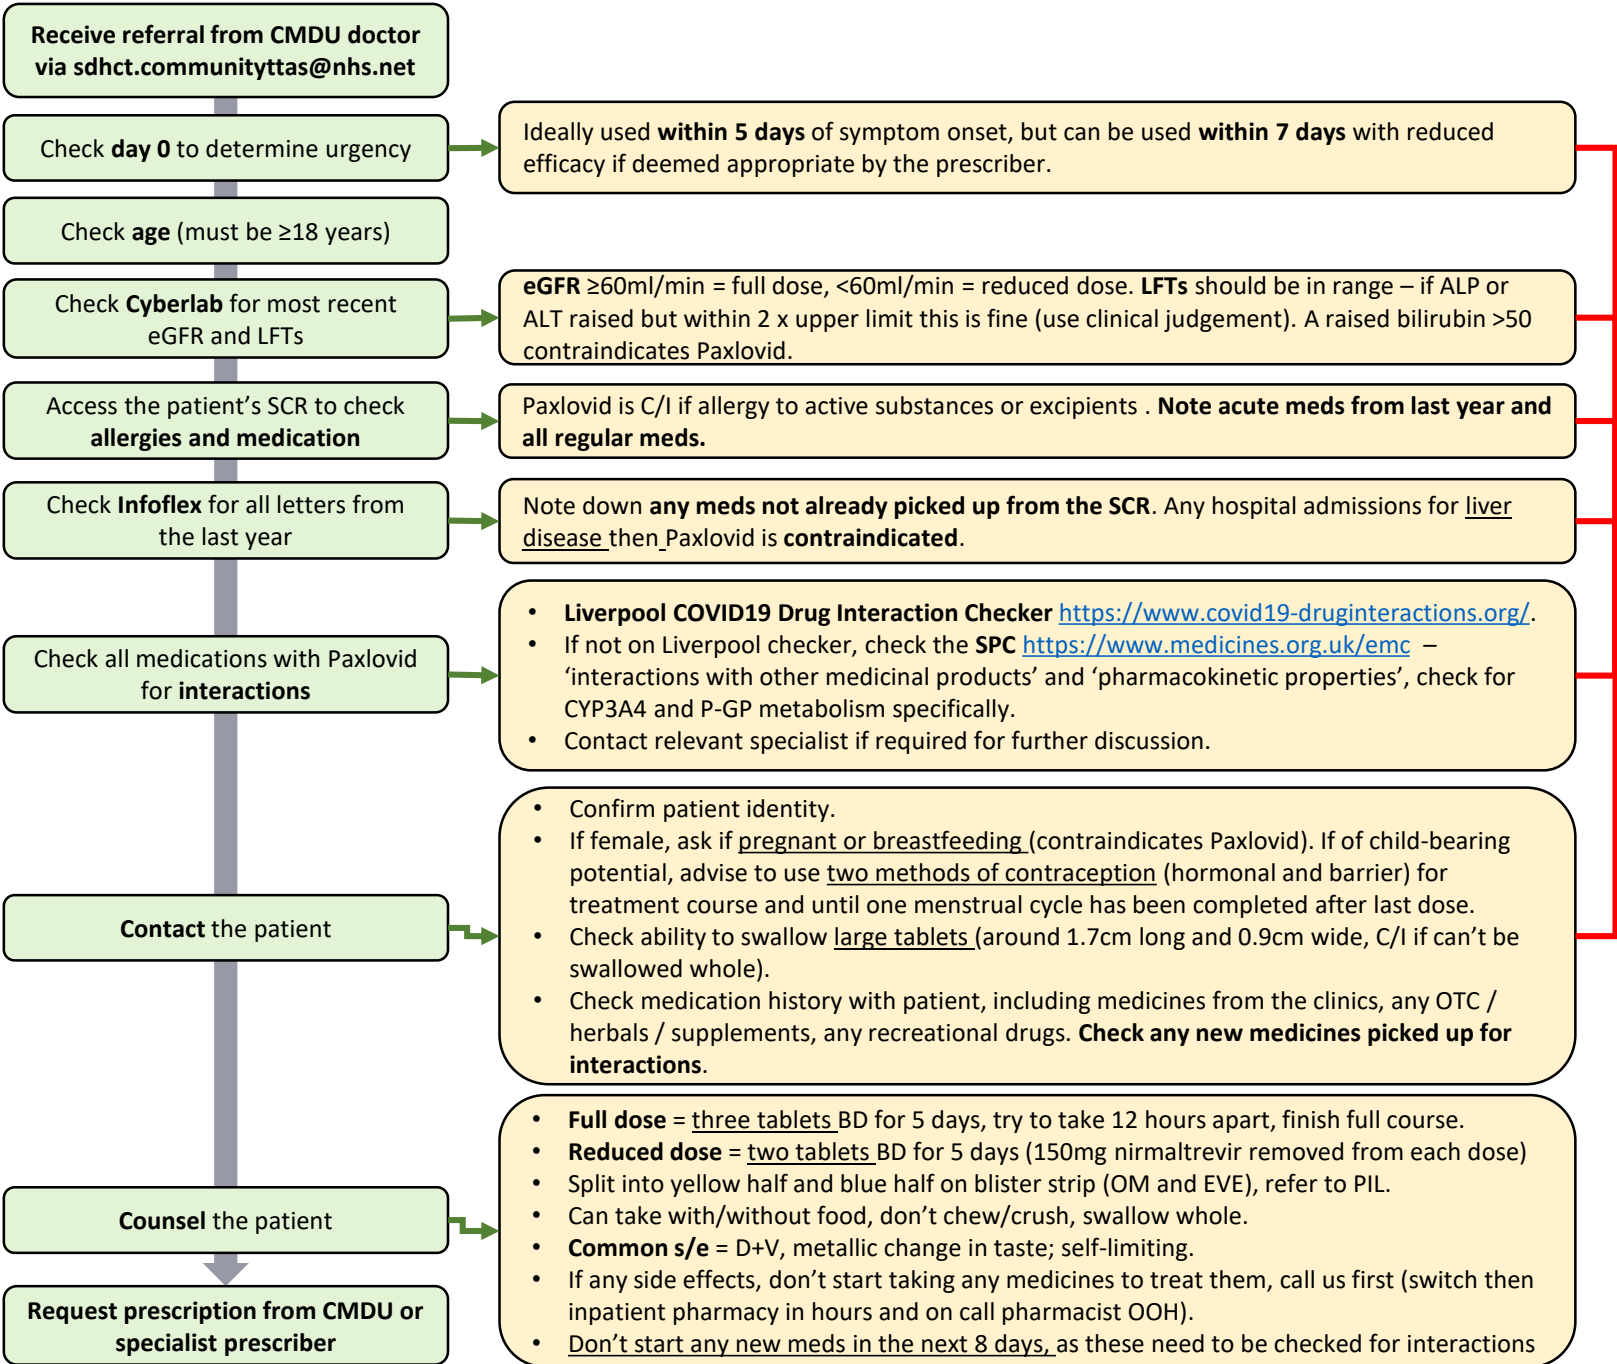 Receive referral from CMDU doctor
via sdhct.communityttas@nhs.net
Check day 0 to determine urgency
Ideally used within 5 days of symptom onset, but can be used within 7 days with reduced
efficacy if deemed appropriate by the prescriber.
Check age (must be ≥18 years)
Check Cyberlab for most recent
eGFR and LFTs
eGFR ≥60ml/min = full dose, <60ml/min = reduced dose. LFTs should be in range – if ALP or
ALT raised but within 2 x upper limit this is fine (use clinical judgement). A raised bilirubin >50
contraindicates Paxlovid.
Access the patient's SCR to check
allergies and medication
Paxlovid is C/I if allergy to active substances or excipients . Note acute meds from last year and
all regular meds.
Check Infoflex for all letters from
the last year
Note down any meds not already picked up from the SCR. Any hospital admissions for liver
disease then Paxlovid is contraindicated.
Check all medications with Paxlovid
for interactions
• Liverpool COVID19 Drug Interaction Checker https://www.covid19-druginteractions.org/.
• If not on Liverpool checker, check the SPC https://www.medicines.org.uk/emc –
‘interactions with other medicinal products’ and ‘pharmacokinetic properties’, check for
CYP3A4 and P-GP metabolism specifically.
• Contact relevant specialist if required for further discussion.
Contact the patient
• Confirm patient identity.
• If female, ask if pregnant or breastfeeding (contraindicates Paxlovid). If of child-bearing
potential, advise to use two methods of contraception (hormonal and barrier) for
treatment course and until one menstrual cycle has been completed after last dose.
• Check ability to swallow large tablets (around 1.7cm long and 0.9cm wide, C/I if can’t be
swallowed whole).
• Check medication history with patient, including medicines from the clinics, any OTC /
herbals / supplements, any recreational drugs. Check any new medicines picked up for
interactions.
Counsel the patient
• Full dose = three tablets BD for 5 days, try to take 12 hours apart, finish full course.
• Reduced dose = two tablets BD for 5 days (150mg nirmaltrevir removed from each dose)
• Split into yellow half and blue half on blister strip (OM and EVE), refer to PIL.
• Can take with/without food, don’t chew/crush, swallow whole.
• Common s/e = D+V, metallic change in taste; self-limiting.
• If any side effects, don’t start taking any medicines to treat them, call us first (switch then
inpatient pharmacy in hours and on call pharmacist OOH).
• Don’t start any new meds in the next 8 days, as these need to be checked for interactions
Request prescription from CMDU or
specialist prescriber